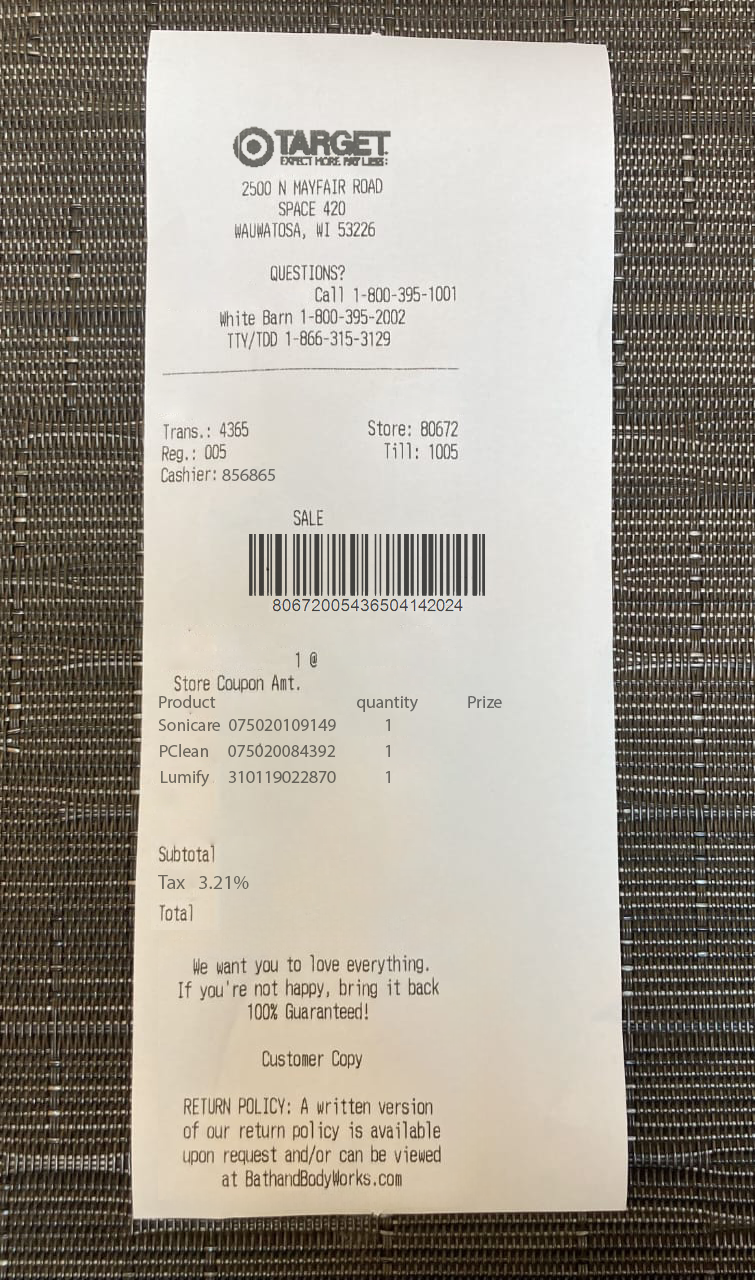 TARGET
EXPECT MORE PAY LESS:
2500 N MAYFAIR ROAD
SPACE 420
WAUWATOSA, WI 53226
QUESTIONS?
Call 1-800-395-1001
White Barn 1-800-395-2002
TTY/TDD 1-866-315-3129
Trans.: 4365 Store: 80672
Reg.: 005 Till: 1005
Cashier: 856865
SALE
80672005436504142024
1 @
Store Coupon Amt.
Product quantity Prize
Sonicare 075020109149 1
PClean 075020084392 1
Lumify 310119022870 1
Subtotal
Tax 3.21%
Total
We want you to love everything.
If you're not happy, bring it back
100% Guaranteed!
Customer Copy
RETURN POLICY: A written version
of our return policy is available
upon request and/or can be viewed
at BathandBodyWorks.com